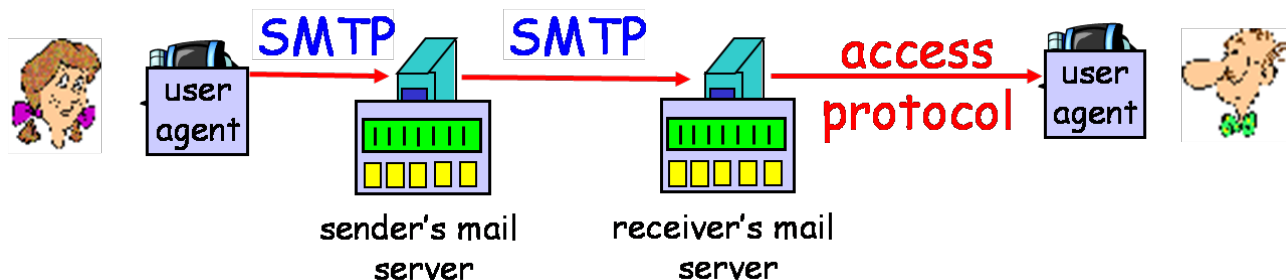 SMTP
SMTP
access
protocol
user
agent
user
agent
sender's mail
server
receiver's mail
server